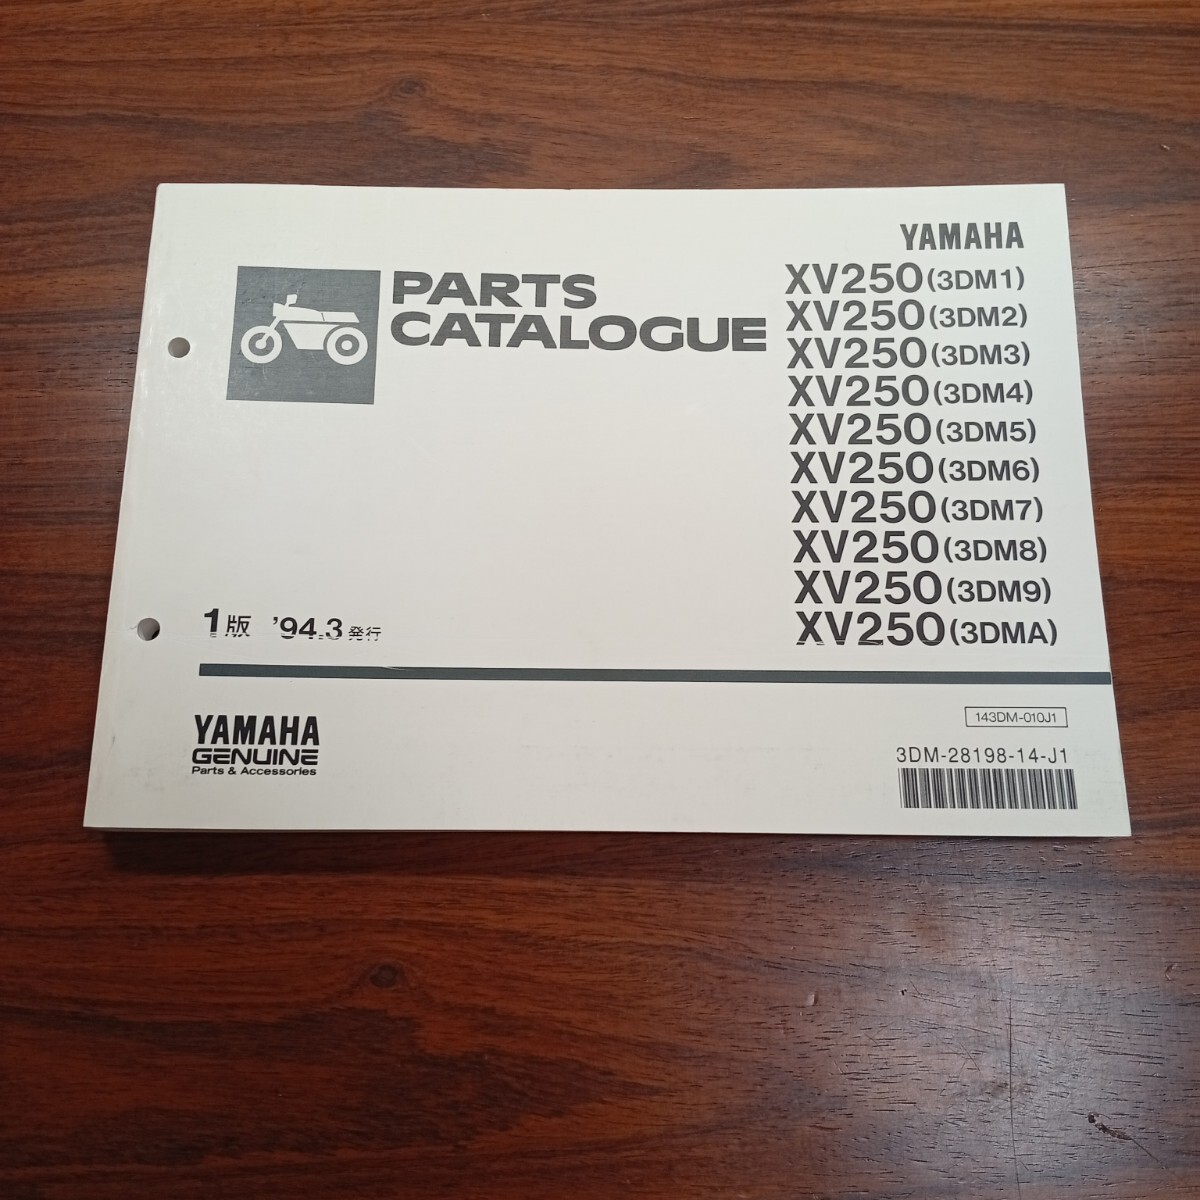 PARTS
CATALOGUE
YAMAHA
XV250 (3DM1)
XV250 (3DM2)
XV250 (3DM3)
XV250 (3DM4)
XV250 (3DM5)
XV250 (3DM6)
XV250 (3DM7)
XV250 (3DM8)
XV250 (3DM9)
XV250 (3DMA)
1版 '94.3 発行
YAMAHA
GENUINE
Parts & Accessories
143DM-010J1
3DM-28198-14-J1